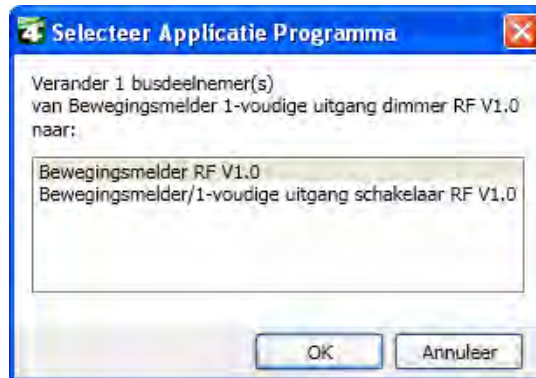 Selecteer Applicatie Programma
Verander 1 busdeelnemer(s)
van Bewegingsmelder 1-voudige uitgang dimmer RF V1.0
naar:
Bewegingsmelder RF V1.0
Bewegingsmelder/1-voudige uitgang schakelaar RF V1.0
OK Annuleer